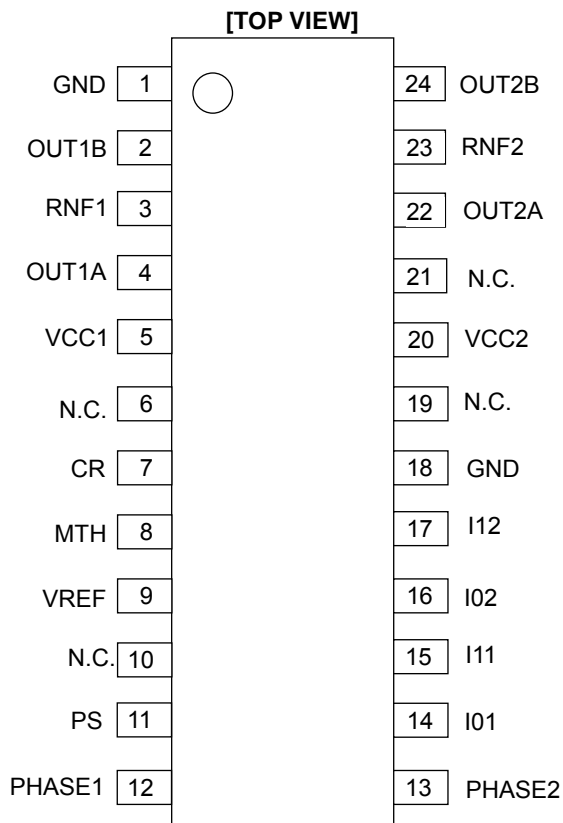 [TOP VIEW]
GND 1 24 OUT2B
OUT1B 2 23 RNF2
RNF1 3 22 OUT2A
OUT1A 4 21 N.C.
VCC1 5 20 VCC2
N.C. 6 19 N.C.
CR 7 18 GND
MTH 8 17 I12
VREF 9 16 I02
N.C. 10 15 I11
PS 11 14 I01
PHASE1 12 13 PHASE2